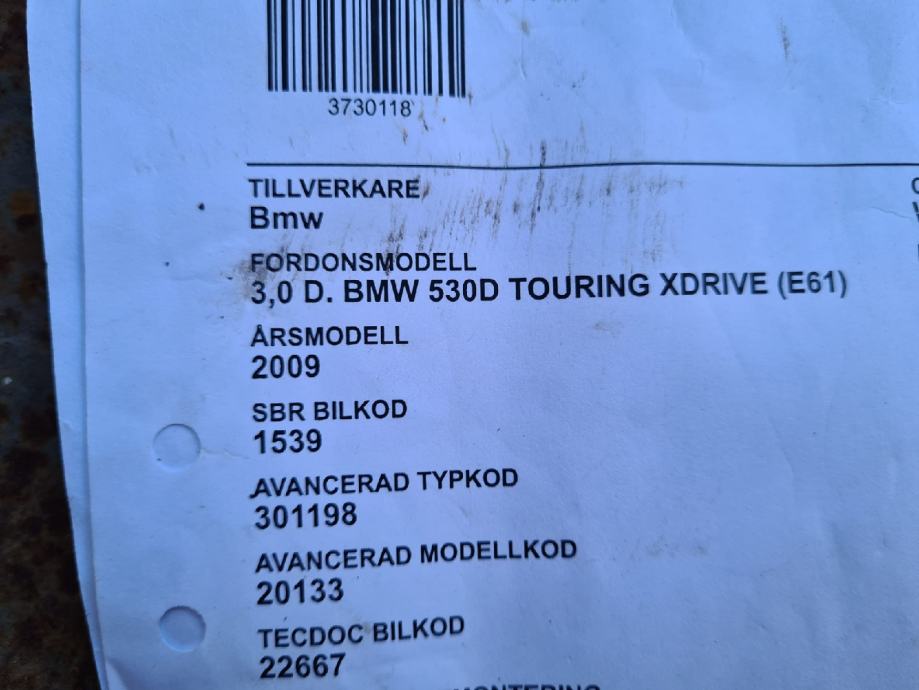 3730118
TILLVERKARE
Bmw
FORDONSMODELL
3,0 D. BMW 530D TOURING XDRIVE (E61)
ÅRSMODELL
2009
SBR BILKOD
1539
AVANCERAD TYPKOD
301198
AVANCERAD MODELLKOD
20133
TECDOC BILKOD
22667